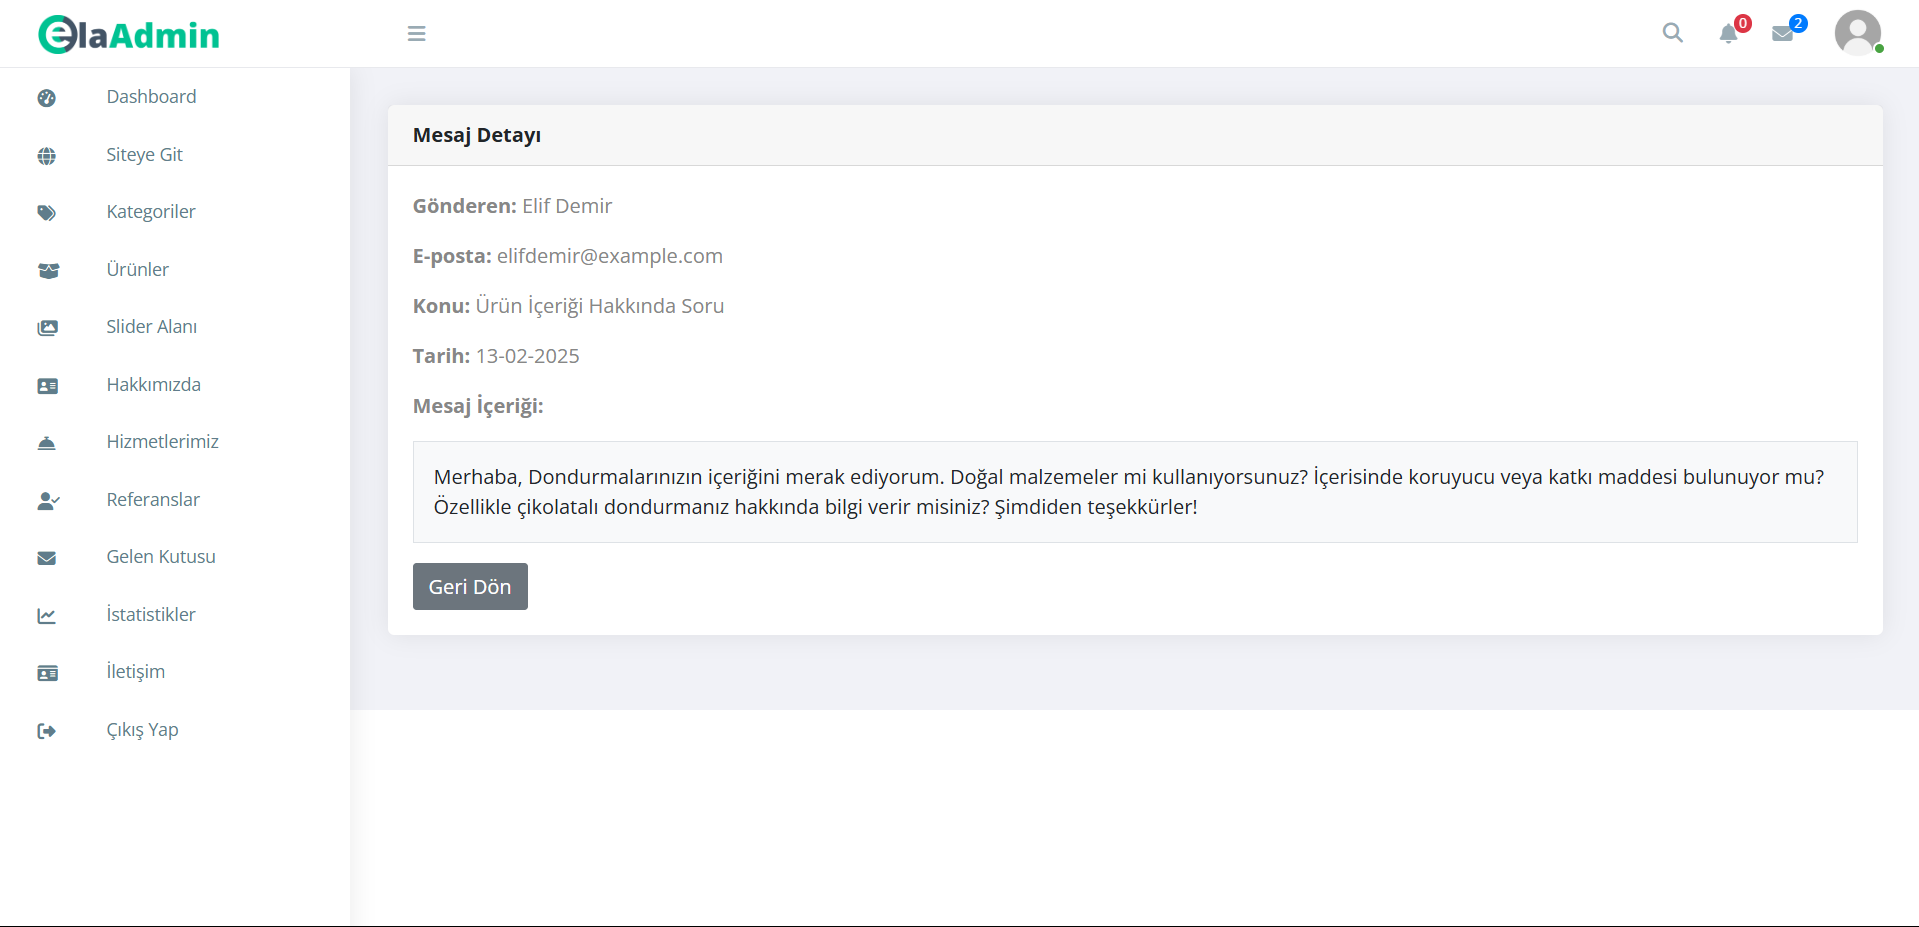 elaAdmin
0
2
Dashboard
Siteye Git
Kategoriler
Ürünler
Slider Alanı
Hakkımızda
Hizmetlerimiz
Referanslar
Gelen Kutusu
İstatistikler
İletişim
Çıkış Yap
Mesaj Detayı
Gönderen: Elif Demir
E-posta: elifdemir@example.com
Konu: Ürün İçeriği Hakkında Soru
Tarih: 13-02-2025
Mesaj İçeriği:
Merhaba, Dondurmalarınızın içeriğini merak ediyorum. Doğal malzemeler mi kullanıyorsunuz? İçerisinde koruyucu veya katkı maddesi bulunuyor mu?
Özellikle çikolatalı dondurmanız hakkında bilgi verir misiniz? Şimdiden teşekkürler!
Geri Dön